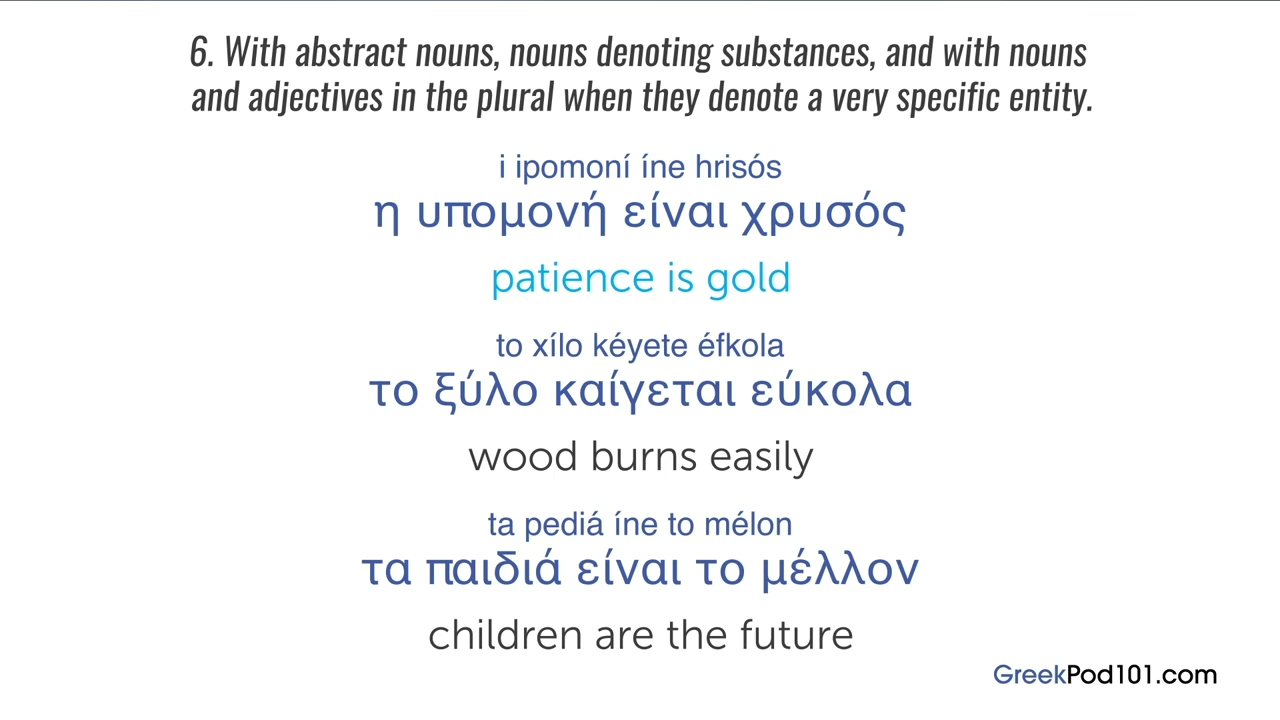 6. With abstract nouns, nouns denoting substances, and with nouns
and adjectives in the plural when they denote a very specific entity.
i ipomoní íne hrisós
η υπομονή είναι χρυσός
patience is gold
to xílo kéyete éfkola
το ξύλο καίγεται εύκολα
wood burns easily
ta pediá íne to mélon
τα παιδιά είναι το μέλλον
children are the future
GreekPod101.com